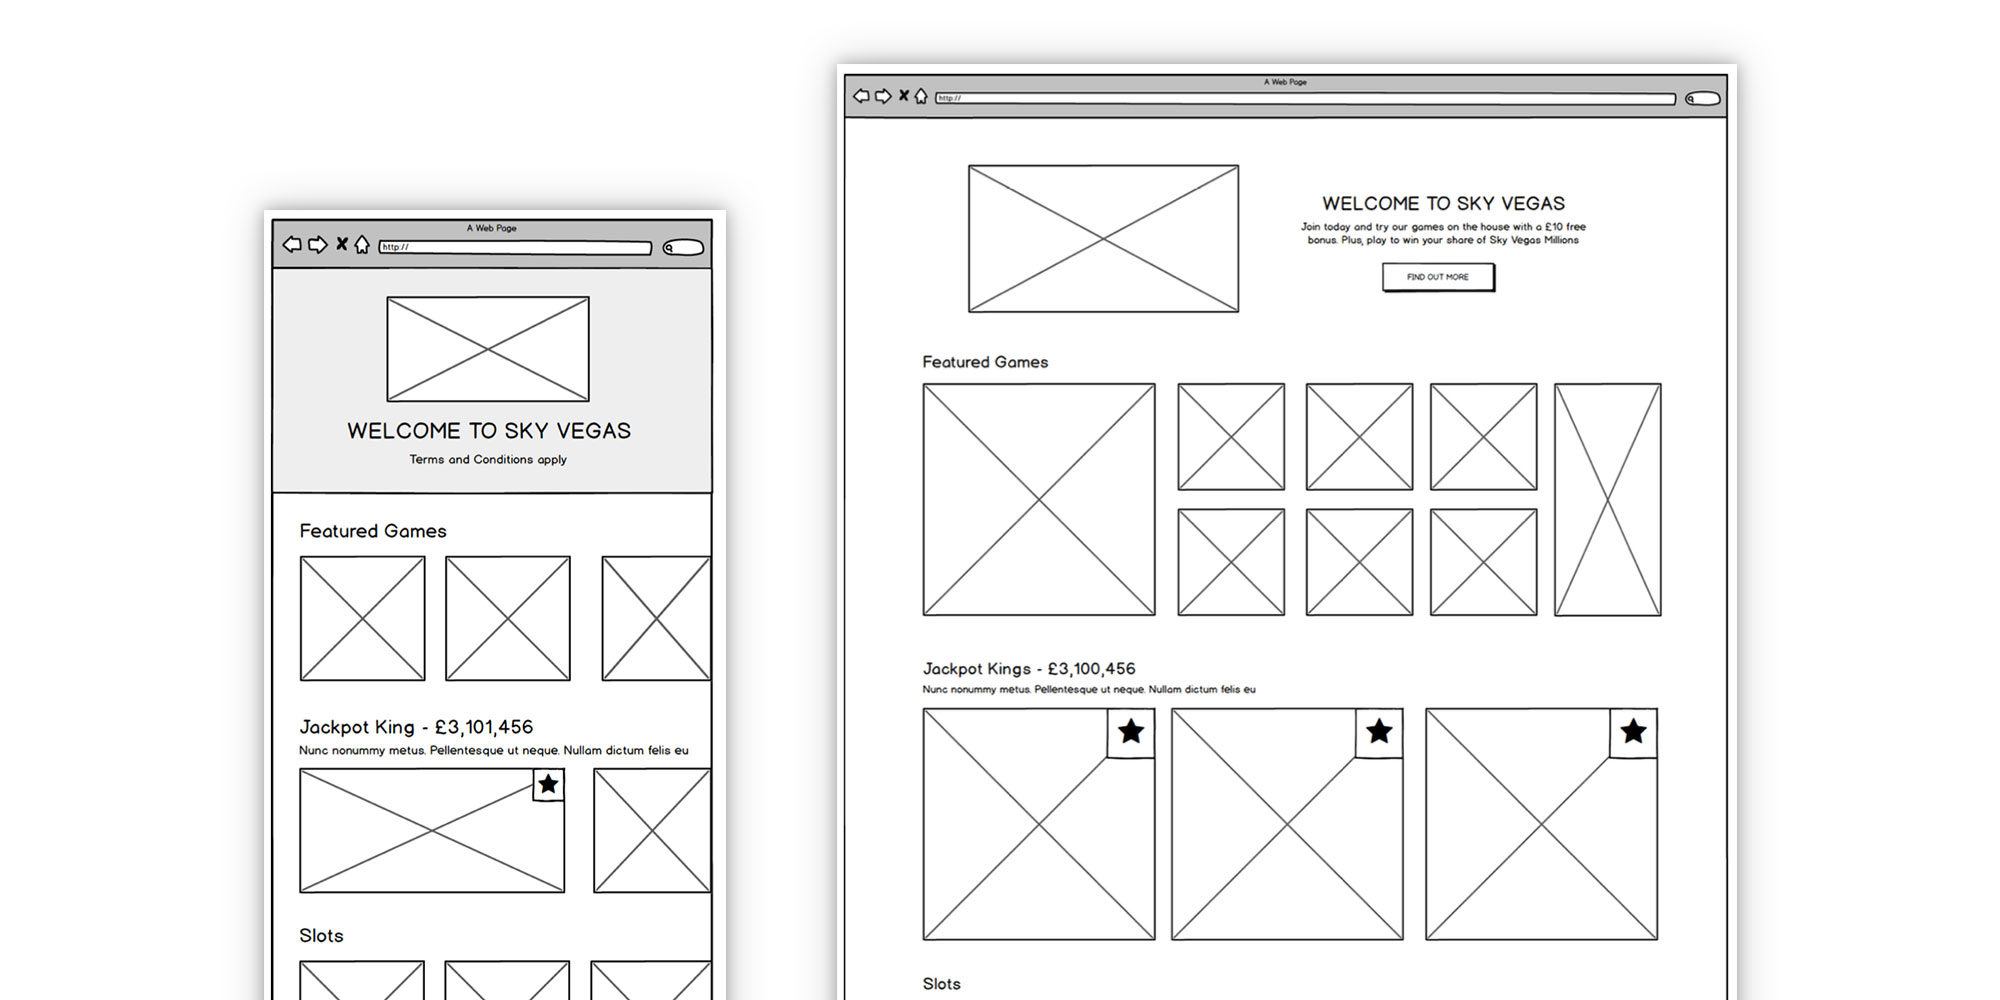 A Web Page
http://
WELCOME TO SKY VEGAS
Terms and Conditions apply
Featured Games
Jackpot King - £3,101,456
Nunc nonummy metus. Pellentesque ut neque. Nullam dictum felis eu
Slots
A Web Page
http://
WELCOME TO SKY VEGAS
Join today and try our games on the house with a £10 free
bonus. Plus, play to win your share of Sky Vegas Millions
FIND OUT MORE
Featured Games
Jackpot Kings - £3,100,456
Nunc nonummy metus. Pellentesque ut neque. Nullam dictum felis eu
Slots